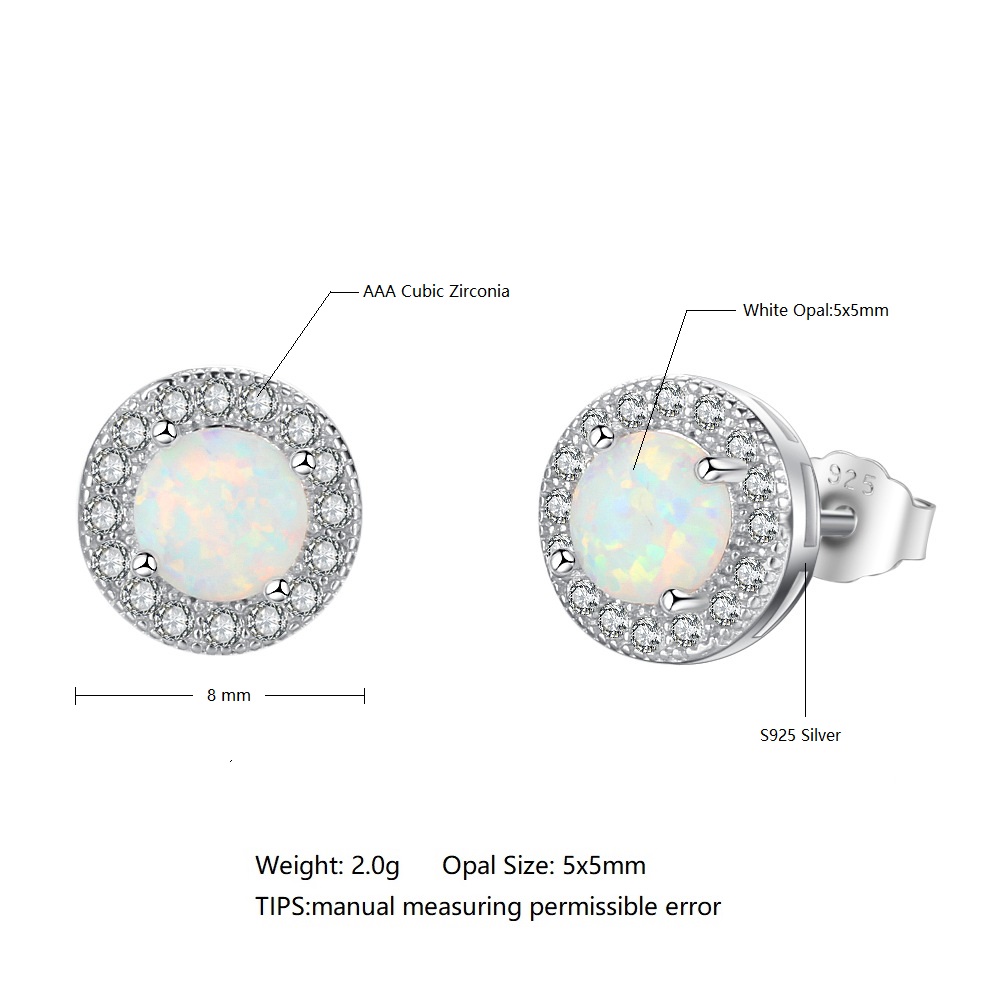 AAA Cubic Zirconia
White Opal:5x5mm
925
8 mm
S925 Silver
Weight: 2.0g Opal Size: 5x5mm
TIPS:manual measuring permissible error